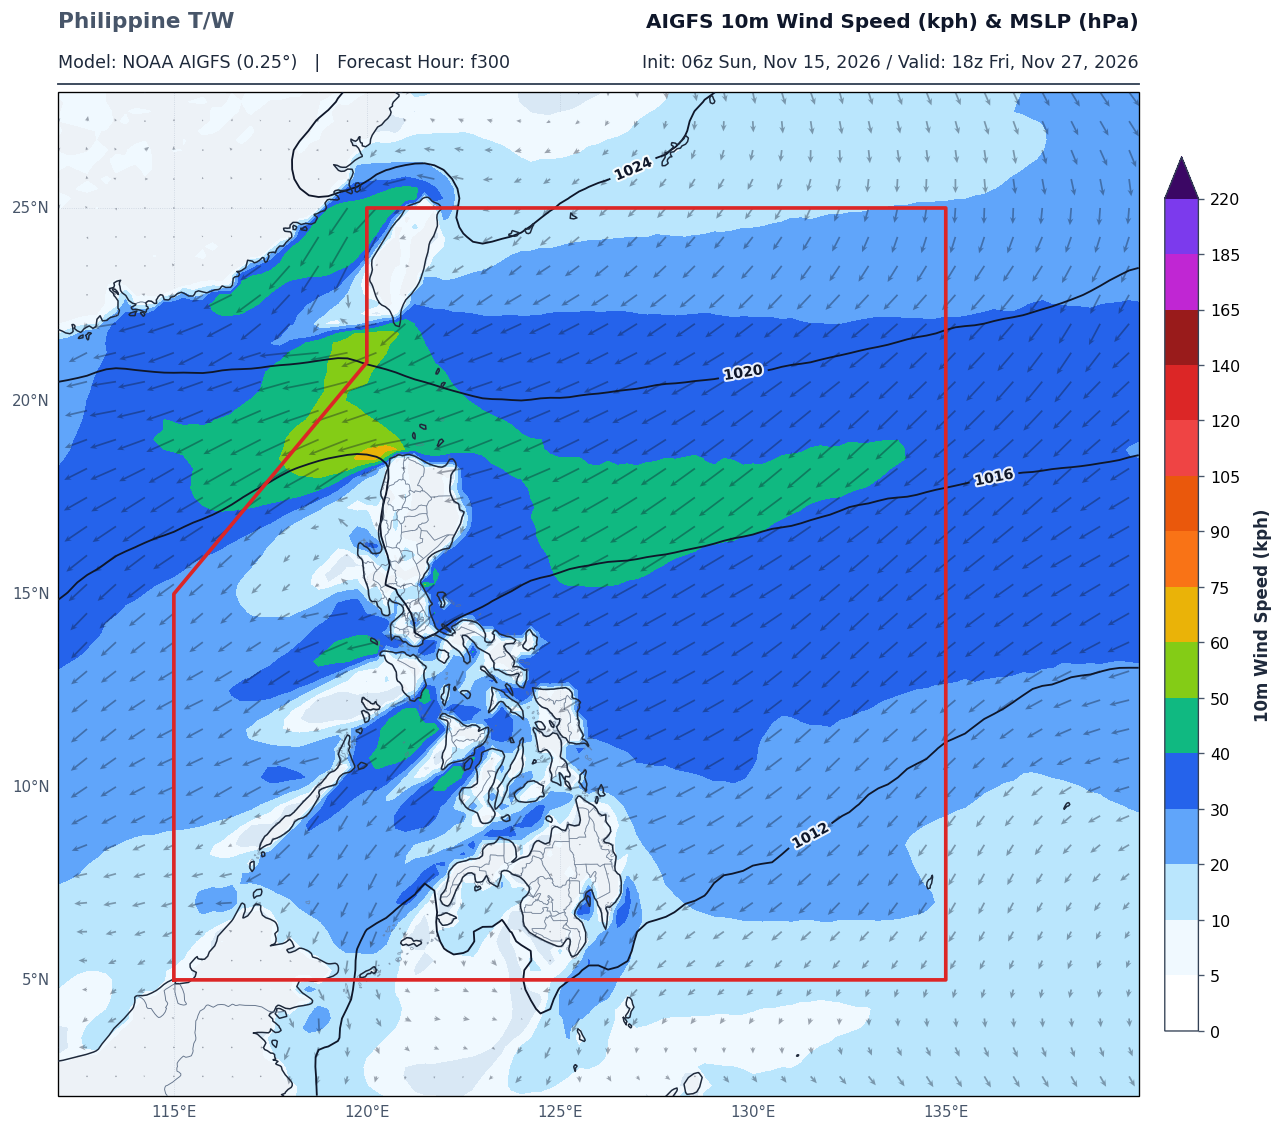 Philippine T/W
AIGFS 10m Wind Speed (kph) & MSLP (hPa)
Model: NOAA AIGFS (0.25°)   |   Forecast Hour: f300
Init: 06z Sun, Nov 15, 2026 / Valid: 18z Fri, Nov 27, 2026
1024
1020
1016
1012
25°N
20°N
15°N
10°N
5°N
115°E
120°E
125°E
130°E
135°E
220
185
165
140
120
105
90
75
60
50
40
30
20
10
5
0
10m Wind Speed (kph)